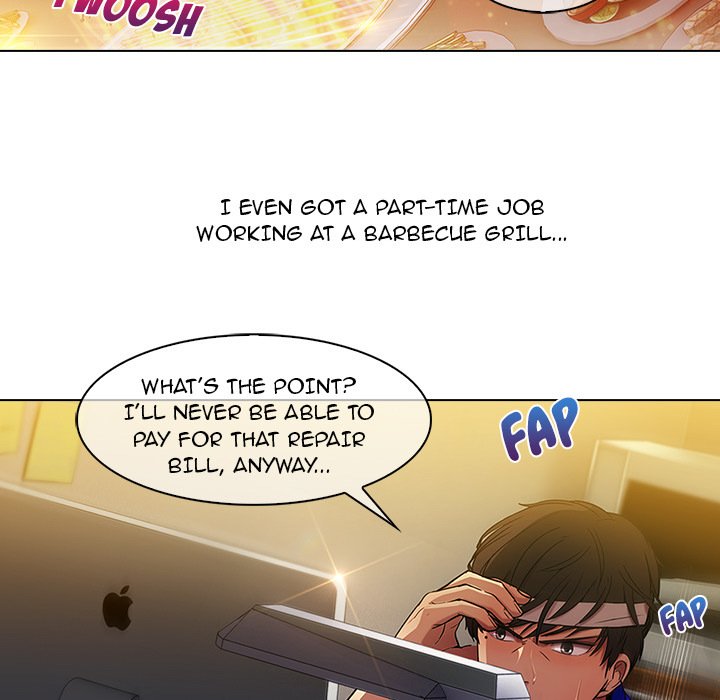 TWOOSH
I EVEN GOT A PART-TIME JOB
WORKING AT A BARBECUE GRILL...
WHAT'S THE POINT?
I'LL NEVER BE ABLE TO
PAY FOR THAT REPAIR
BILL, ANYWAY...
FAP
FAP